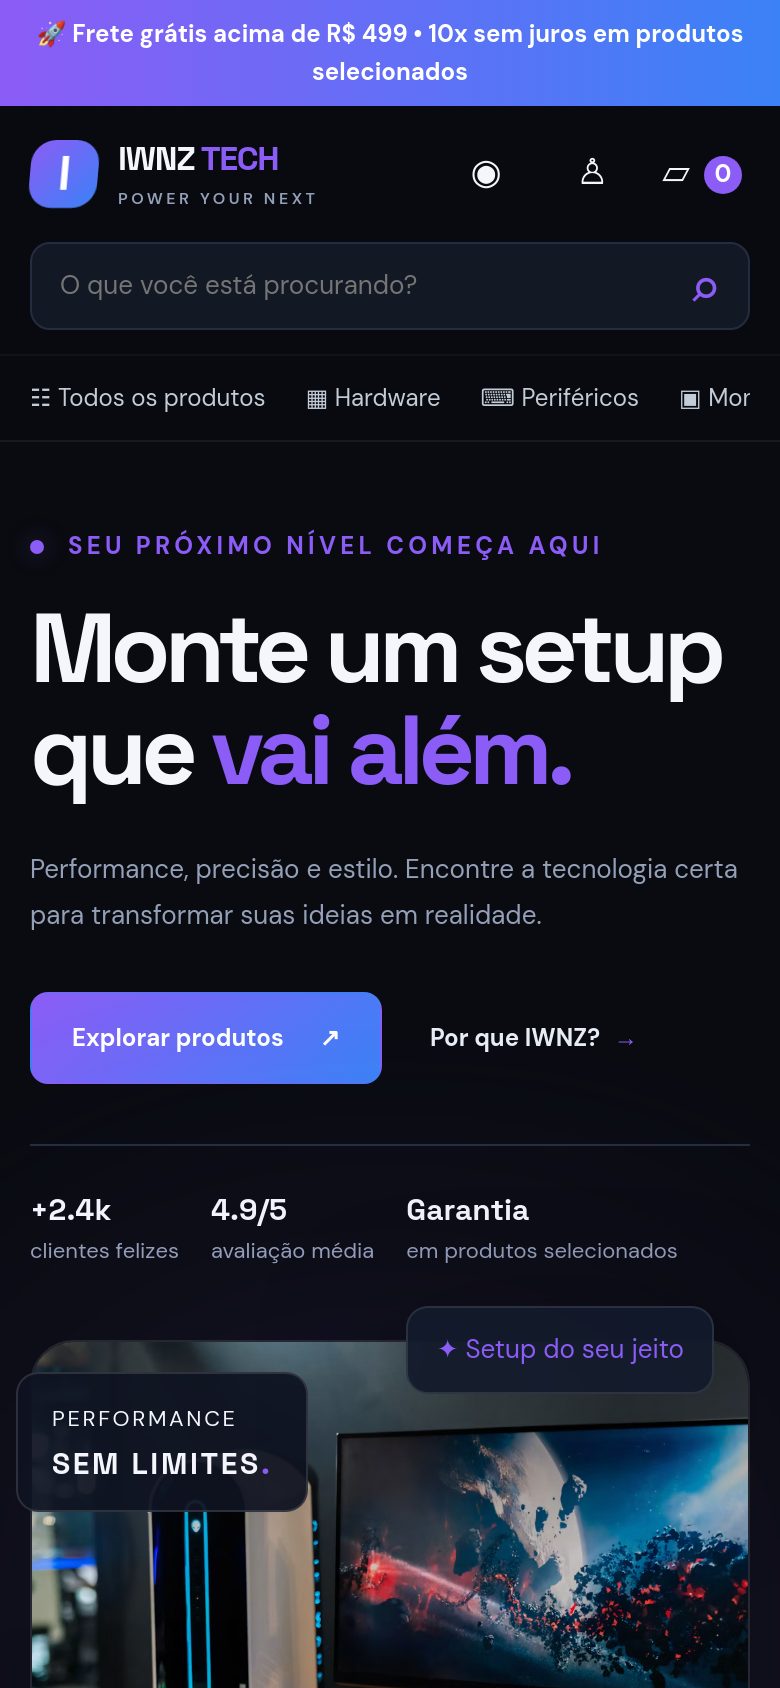 🚀 Frete grátis acima de R$ 499 • 10x sem juros em produtos
selecionados
I
IWNZ TECH
POWER YOUR NEXT
0
O que você está procurando?
Todos os produtos
Hardware
Periféricos
Mor
SEU PRÓXIMO NÍVEL COMEÇA AQUI
Monte um setup
que vai além.
Performance, precisão e estilo. Encontre a tecnologia certa
para transformar suas ideias em realidade.
Explorar produtos ↗
Por que IWNZ? →
+2.4k
clientes felizes
4.9/5
avaliação média
Garantia
em produtos selecionados
✦ Setup do seu jeito
PERFORMANCE
SEM LIMITES.